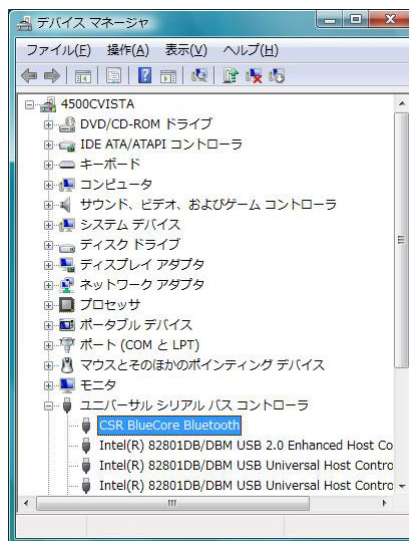 デバイス マネージャ
ファイル(F) 操作(A) 表示(V) ヘルプ(H)
4500CVISTA
DVD/CD-ROM ドライブ
IDE ATA/ATAPI コントローラ
キーボード
コンピュータ
サウンド、ビデオ、およびゲーム コントローラ
システム デバイス
ディスク ドライブ
ディスプレイ アダプタ
ネットワーク アダプタ
プロセッサ
ポータブル デバイス
ポート (COM と LPT)
マウスとそのほかのポインティング デバイス
モニタ
ユニバーサル シリアル バス コントローラ
CSR BlueCore Bluetooth
Intel(R) 82801DB/DBM USB 2.0 Enhanced Host Co
Intel(R) 82801DB/DBM USB Universal Host Contro
Intel(R) 82801DB/DBM USB Universal Host Contro